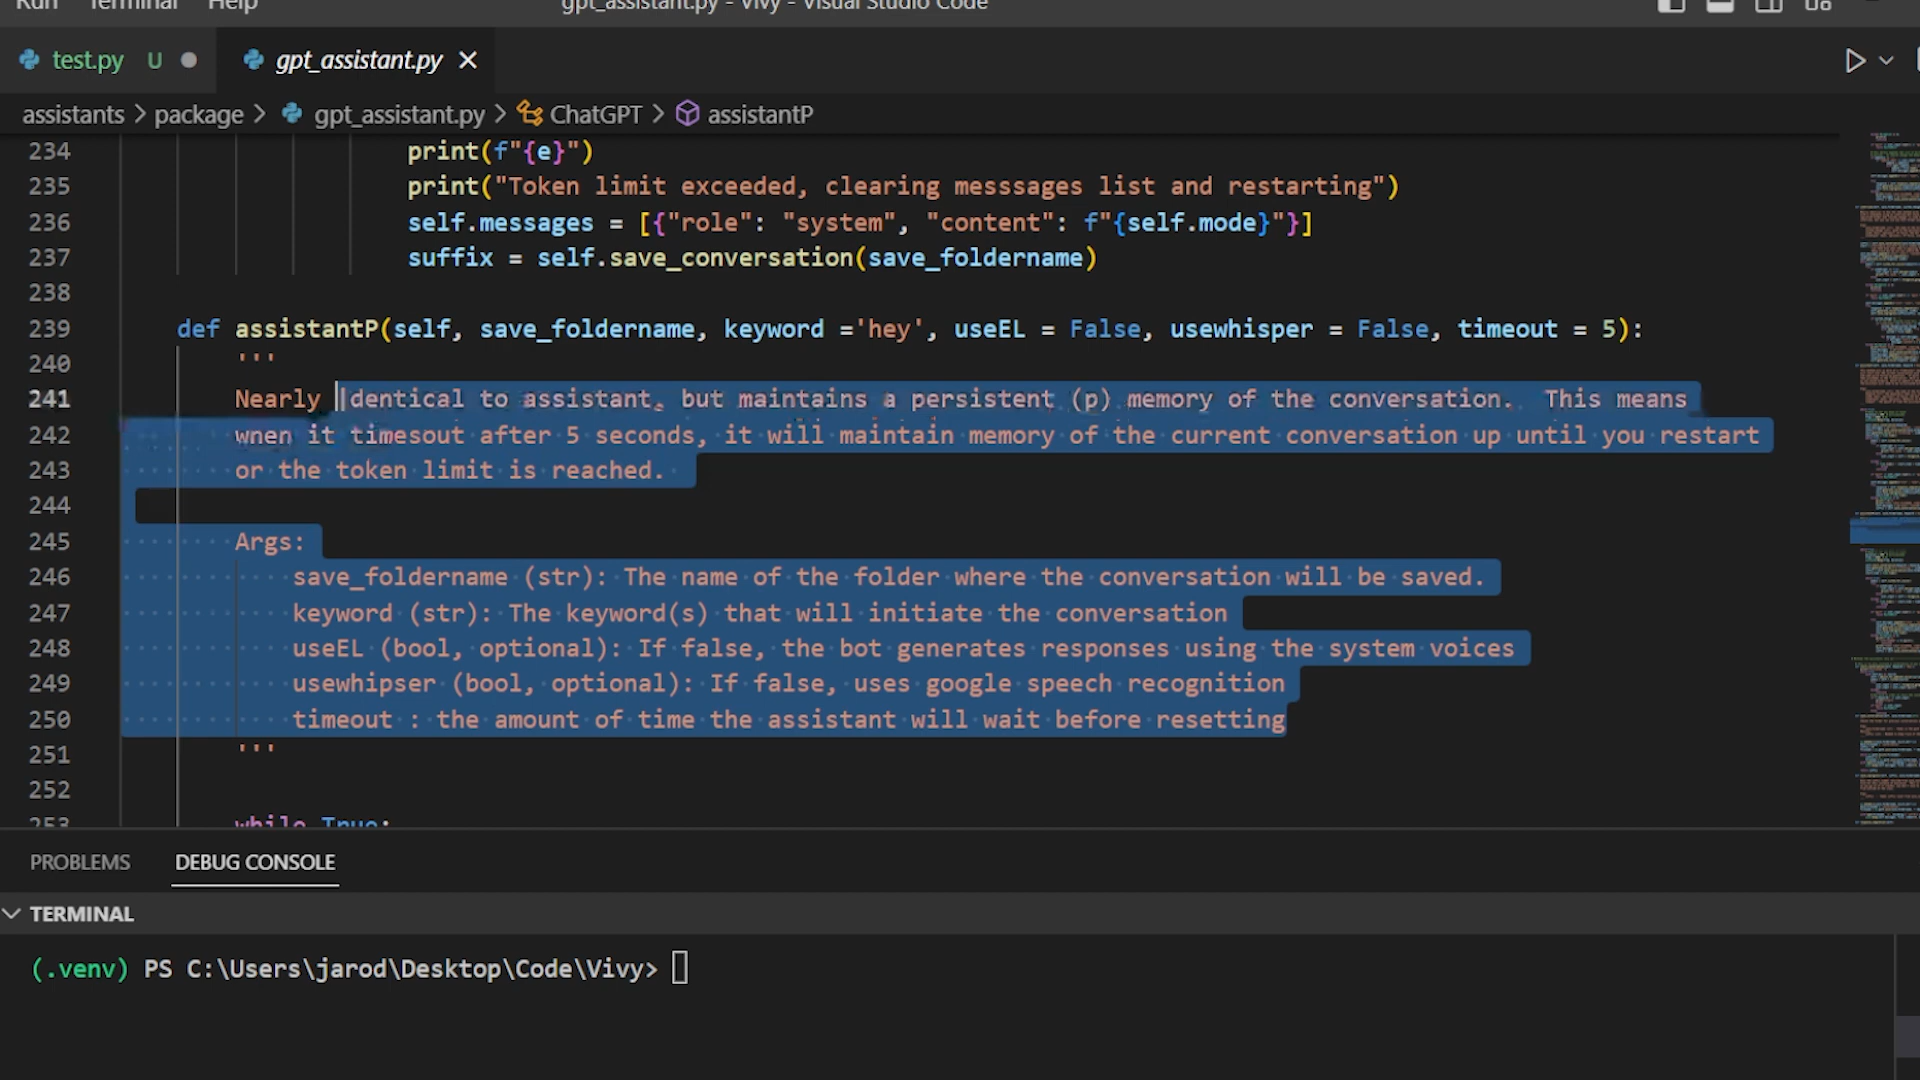 Run Terminal Help gpt_assistant.py - Vivy - Visual Studio Code
test.py U gpt_assistant.py
assistants > package > gpt_assistant.py > ChatGPT > assistantP
234 print(f"{e}")
235 print("Token limit exceeded, clearing messsages list and restarting")
236 self.messages = [{"role": "system", "content": f"{self.mode}"}]
237 suffix = self.save_conversation(save_foldername)
238
239 def assistantP(self, save_foldername, keyword ='hey', useEL = False, usewhisper = False, timeout = 5):
240 '''
241 Nearly identical to assistant, but maintains a persistent (p) memory of the conversation.  This means
242 when it timesout after 5 seconds, it will maintain memory of the current conversation up until you restart
243 or the token limit is reached.
244
245 Args:
246 save_foldername (str): The name of the folder where the conversation will be saved.
247 keyword (str): The keyword(s) that will initiate the conversation
248 useEL (bool, optional): If false, the bot generates responses using the system voices
249 usewhipser (bool, optional): If false, uses google speech recognition
250 timeout : the amount of time the assistant will wait before resetting
251 '''
252
253 while True:
PROBLEMS DEBUG CONSOLE
TERMINAL
(.venv) PS C:\Users\jarod\Desktop\Code\Vivy>